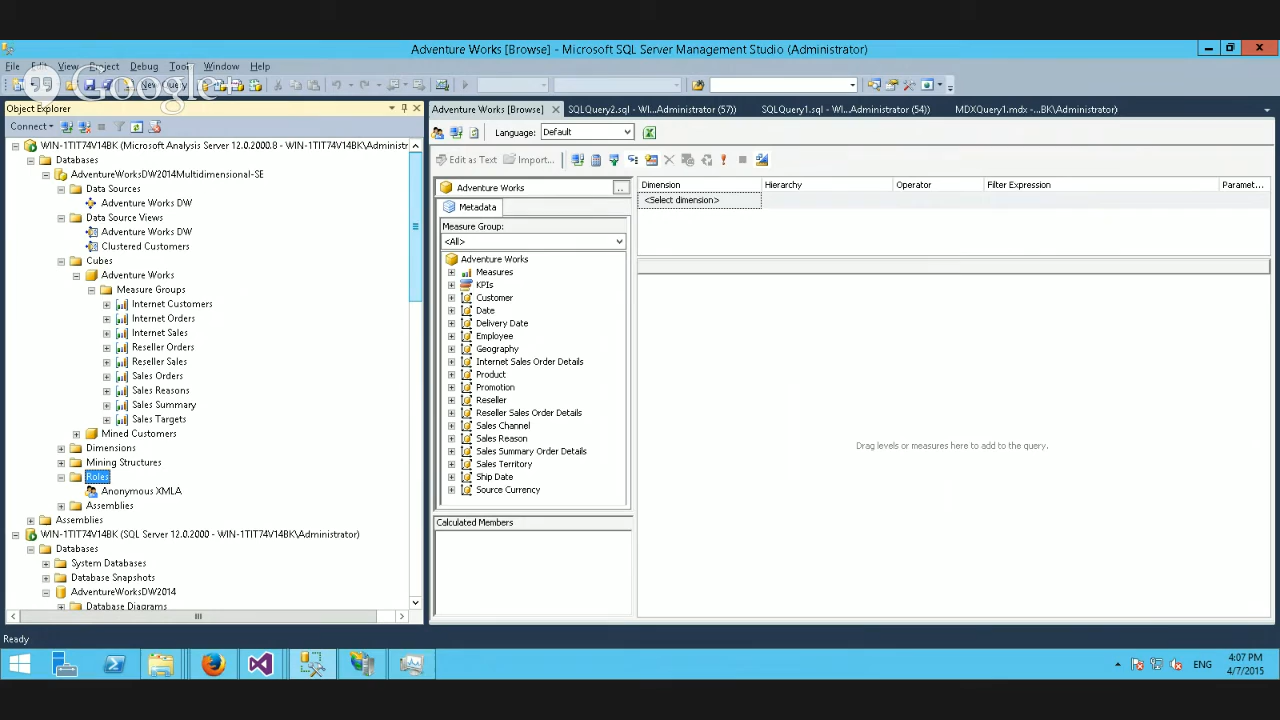 Adventure Works [Browse] - Microsoft SQL Server Management Studio (Administrator)
File Edit View Project Debug Tools Window Help
Google+
New Query
Object Explorer
Connect
WIN-1TIT74V14BK (Microsoft Analysis Server 12.0.2000.8 - WIN-1TIT74V14BK\Administr
Databases
AdventureWorksDW2014Multidimensional-SE
Data Sources
Adventure Works DW
Data Source Views
Adventure Works DW
Clustered Customers
Cubes
Adventure Works
Measure Groups
Internet Customers
Internet Orders
Internet Sales
Reseller Orders
Reseller Sales
Sales Orders
Sales Reasons
Sales Summary
Sales Targets
Mined Customers
Dimensions
Mining Structures
Roles
Anonymous XMLA
Assemblies
Assemblies
WIN-1TIT74V14BK (SQL Server 12.0.2000 - WIN-1TIT74V14BK\Administrator)
Databases
System Databases
Database Snapshots
AdventureWorksDW2014
Database Diagrams
Adventure Works [Browse] SQLQuery2.sql - WI...Administrator (57)) SQLQuery1.sql - WI...Administrator (54)) MDXQuery1.mdx -...BK\Administrator)
Language: Default
Edit as Text Import...
Adventure Works ..
Metadata
Measure Group:
<All>
Adventure Works
Measures
KPIs
Customer
Date
Delivery Date
Employee
Geography
Internet Sales Order Details
Product
Promotion
Reseller
Reseller Sales Order Details
Sales Channel
Sales Reason
Sales Summary Order Details
Sales Territory
Ship Date
Source Currency
Calculated Members
Dimension Hierarchy Operator Filter Expression Paramet...
<Select dimension>
Drag levels or measures here to add to the query.
Ready
ENG
4:07 PM
4/7/2015